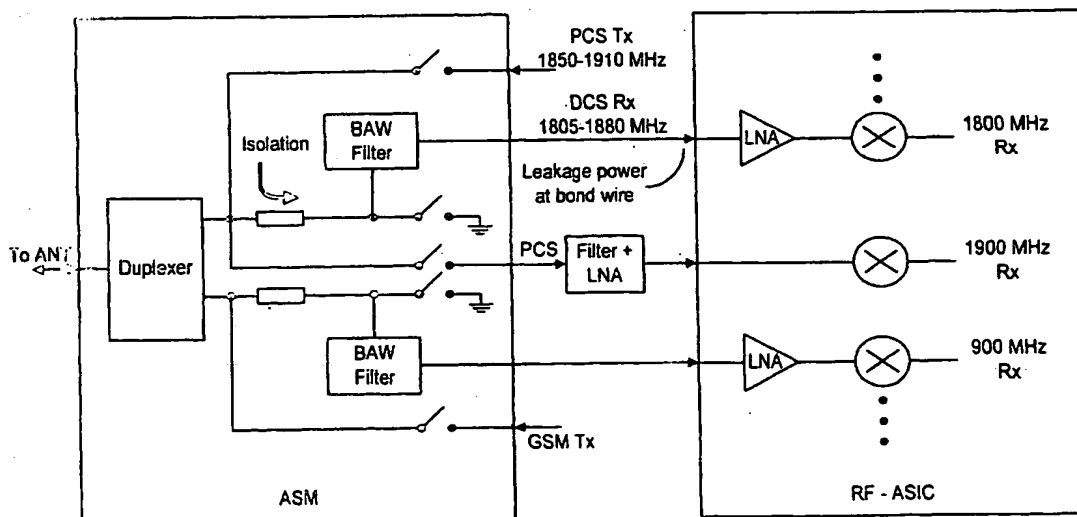 PCS Tx
1850-1910 MHz
DCS Rx
1805-1880 MHz
BAW
Filter
Isolation
Leakage power
at bond wire
LNA
1800 MHz
Rx
To ANT
Duplexer
PCS
Filter +
LNA
1900 MHz
Rx
BAW
Filter
LNA
900 MHz
Rx
GSM Tx
ASM
RF - ASIC